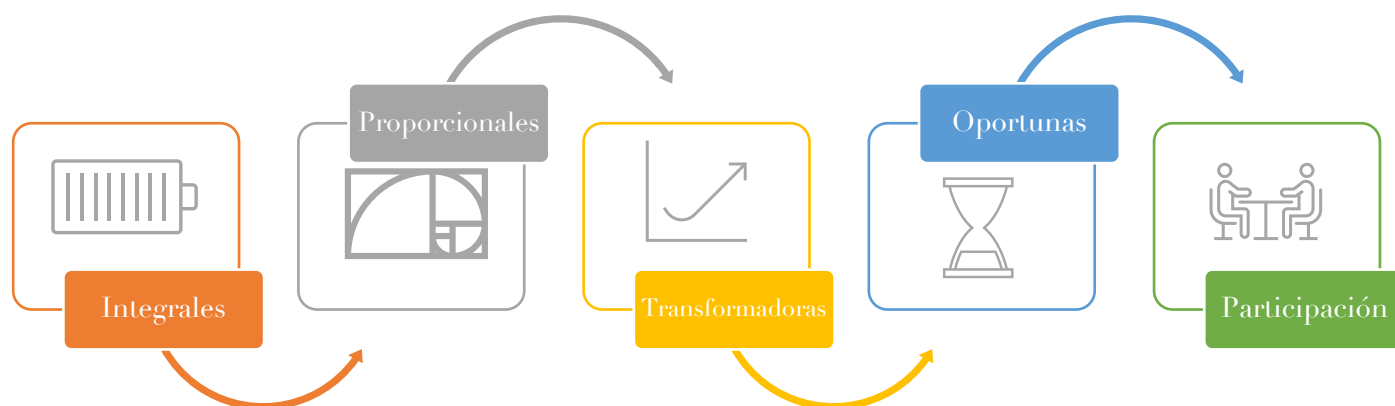 Integrales
Proporcionales
Transformadoras
Oportunas
Participación